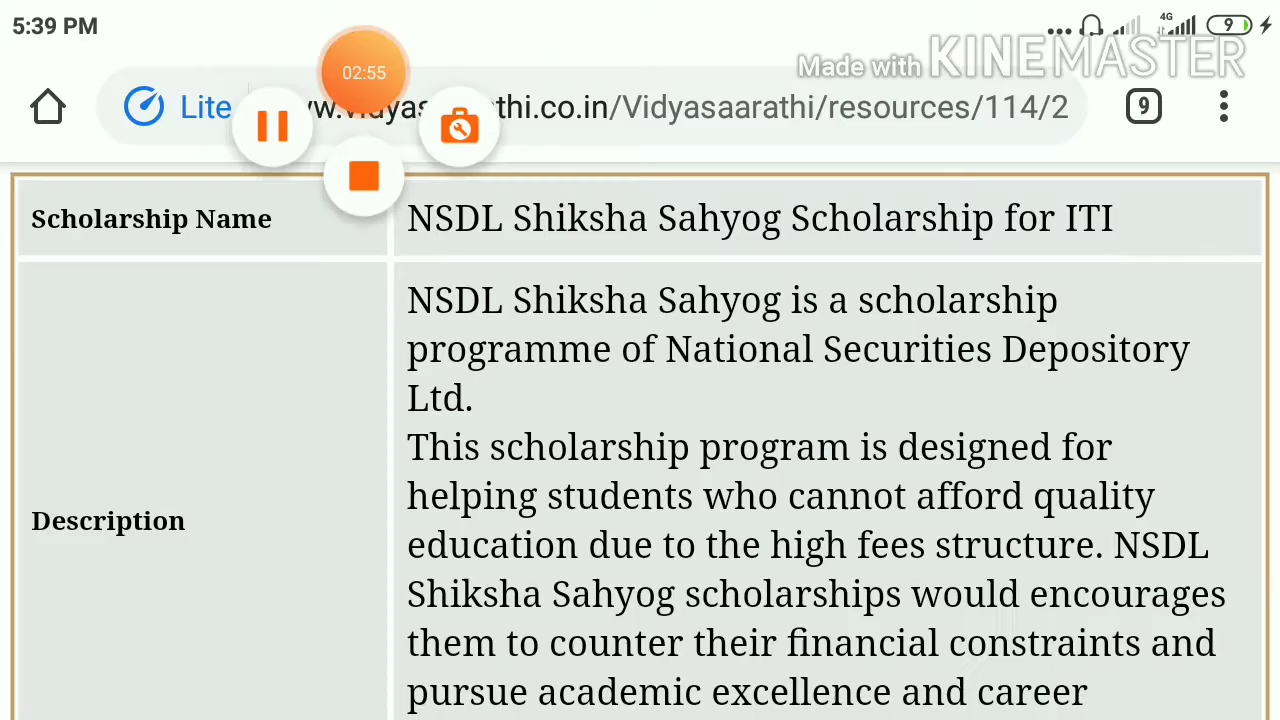 5:39 PM
4G
9
Made with KINEMASTER
02:55
Lite
thi.co.in/Vidyasaarathi/resources/114/2
9
Scholarship Name
NSDL Shiksha Sahyog Scholarship for ITI
Description
NSDL Shiksha Sahyog is a scholarship
programme of National Securities Depository
Ltd.
This scholarship program is designed for
helping students who cannot afford quality
education due to the high fees structure. NSDL
Shiksha Sahyog scholarships would encourages
them to counter their financial constraints and
pursue academic excellence and career